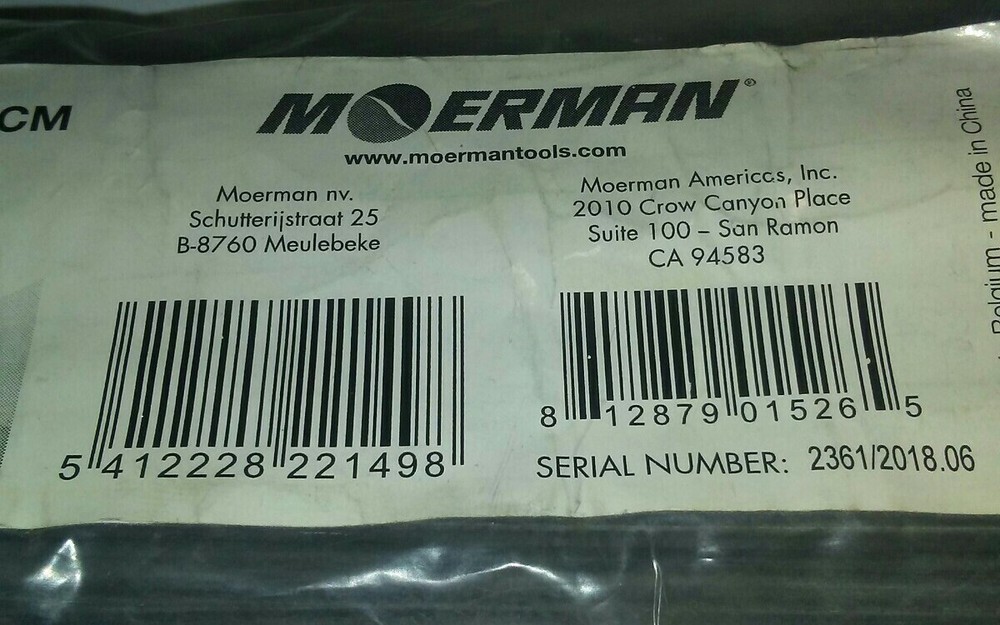 CM
MOERMAN®
www.moermantools.com
Moerman nv.
Schutterijstraat 25
B-8760 Meulebeke
Moerman Americas, Inc.
2010 Crow Canyon Place
Suite 100 – San Ramon
CA 94583
5 412228 221498
8 12879 01526 5
SERIAL NUMBER: 2361/2018.06
Belgium - made in China